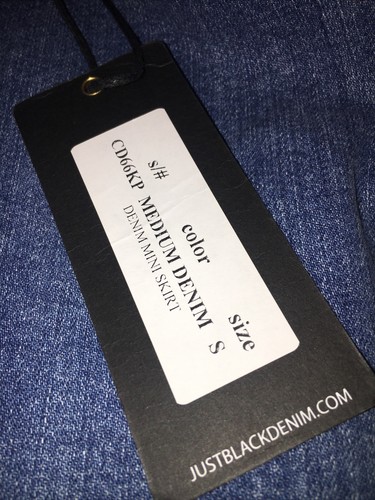 s/# color size
CD66KP MEDIUM DENIM S
DENIM MINI SKIRT
JUSTBLACKDENIM.COM